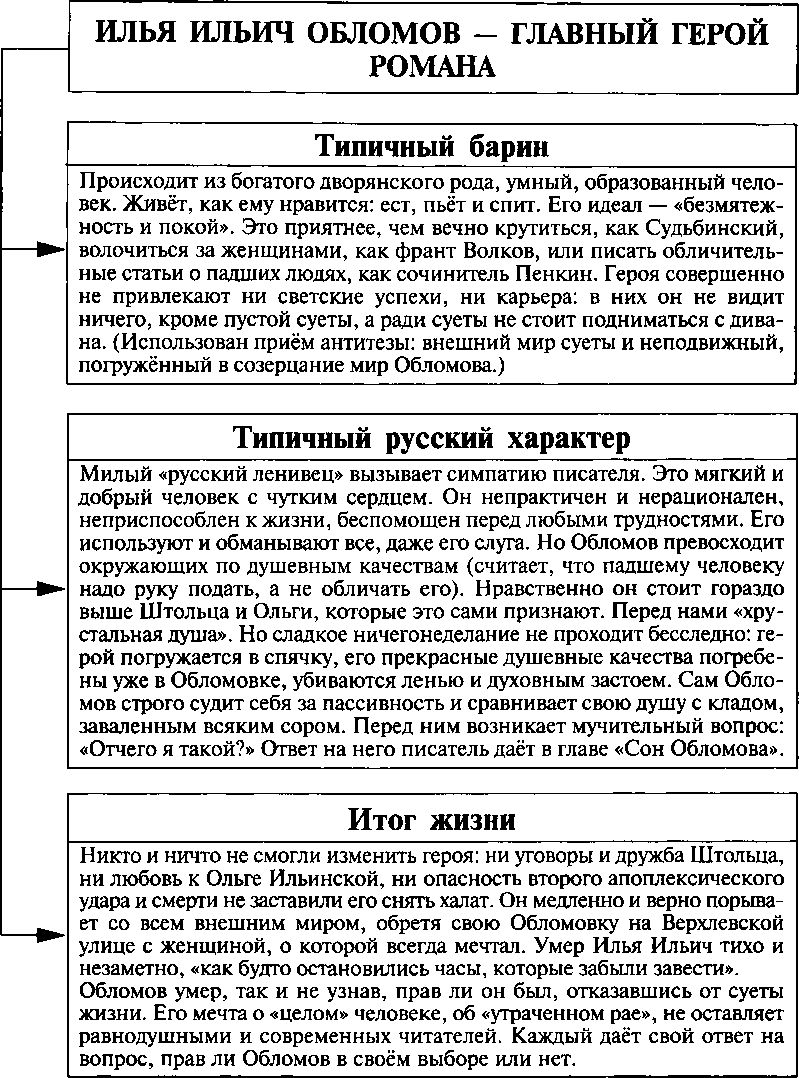 ИЛЬЯ ИЛЬИЧ ОБЛОМОВ — ГЛАВНЫЙ ГЕРОЙ
РОМАНА
Типичный барин
Происходит из богатого дворянского рода, умный, образованный чело-
век. Живёт, как ему нравится: ест, пьёт и спит. Его идеал — «безмятеж-
ность и покой». Это приятнее, чем вечно крутиться, как Судьбинский,
волочиться за женщинами, как франт Волков, или писать обличитель-
ные статьи о падших людях, как сочинитель Пенкин. Героя совершенно
не привлекают ни светские успехи, ни карьера: в них он не видит
ничего, кроме пустой суеты, а ради суеты не стоит подниматься с дива-
на. (Использован приём антитезы: внешний мир суеты и неподвижный,
погружённый в созерцание мир Обломова.)
Типичный русский характер
Милый «русский ленивец» вызывает симпатию писателя. Это мягкий и
добрый человек с чутким сердцем. Он непрактичен и нерационален,
неприспособлен к жизни, беспомощен перед любыми трудностями. Его
используют и обманывают все, даже его слуга. Но Обломов превосходит
окружающих по душевным качествам (считает, что падшему человеку
надо руку подать, а не обличать его). Нравственно он стоит гораздо
выше Штольца и Ольги, которые это сами признают. Перед нами «хру-
стальная душа». Но сладкое ничегонеделание не проходит бесследно: ге-
рой погружается в спячку, его прекрасные душевные качества погребе-
ны уже в Обломовке, убиваются ленью и духовным застоем. Сам Обло-
мов строго судит себя за пассивность и сравнивает свою душу с кладом,
заваленным всяким сором. Перед ним возникает мучительный вопрос:
«Отчего я такой?» Ответ на него писатель даёт в главе «Сон Обломова».
Итог жизни
Никто и ничто не смогли изменить героя: ни уговоры и дружба Штольца,
ни любовь к Ольге Ильинской, ни опасность второго апоплексического
удара и смерти не заставили его снять халат. Он медленно и верно порыва-
ет со всем внешним миром, обретя свою Обломовку на Верхлевской
улице с женщиной, о которой всегда мечтал. Умер Илья Ильич тихо и
незаметно, «как будто остановились часы, которые забыли завести».
Обломов умер, так и не узнав, прав ли он был, отказавшись от суеты
жизни. Его мечта о «целом» человеке, об «утраченном рае», не оставляет
равнодушными и современных читателей. Каждый даёт свой ответ на
вопрос, прав ли Обломов в своём выборе или нет.